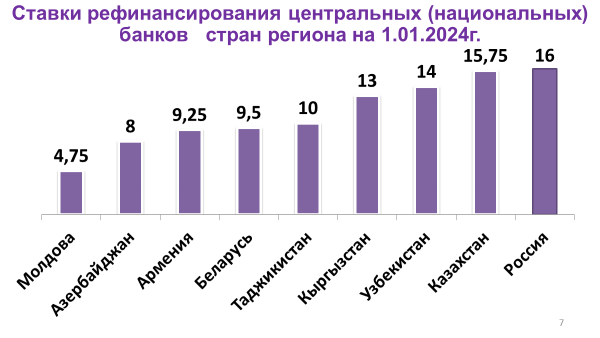 Ставки рефинансирования центральных (национальных)
банков стран региона на 1.01.2024г.
4,75
8
9,25
9,5
10
13
14
15,75
16
Молдова
Азербайджан
Армения
Беларусь
Таджикистан
Кыргызстан
Узбекистан
Казахстан
Россия
7